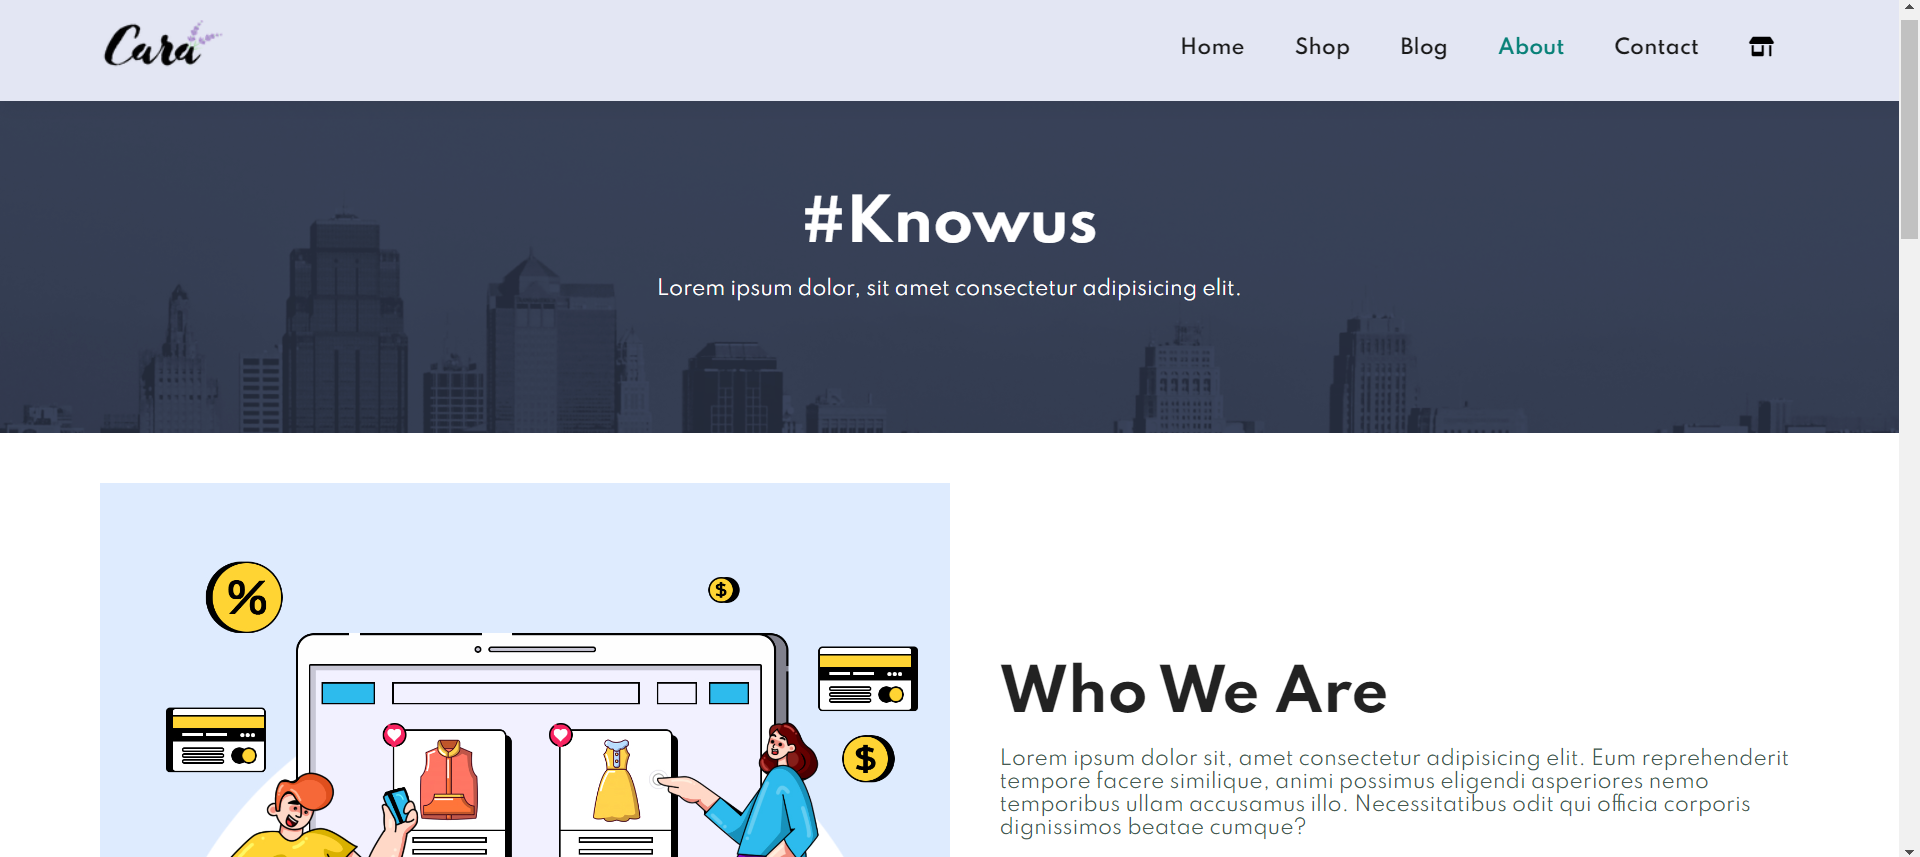 Cara
Home Shop Blog About Contact
#Knowus
Lorem ipsum dolor, sit amet consectetur adipisicing elit.
%
$
$
Who We Are
Lorem ipsum dolor sit, amet consectetur adipisicing elit. Eum reprehenderit
tempore facere similique, animi possimus eligendi asperiores nemo
temporibus ullam accusamus illo. Necessitatibus odit qui officia corporis
dignissimos beatae cumque?